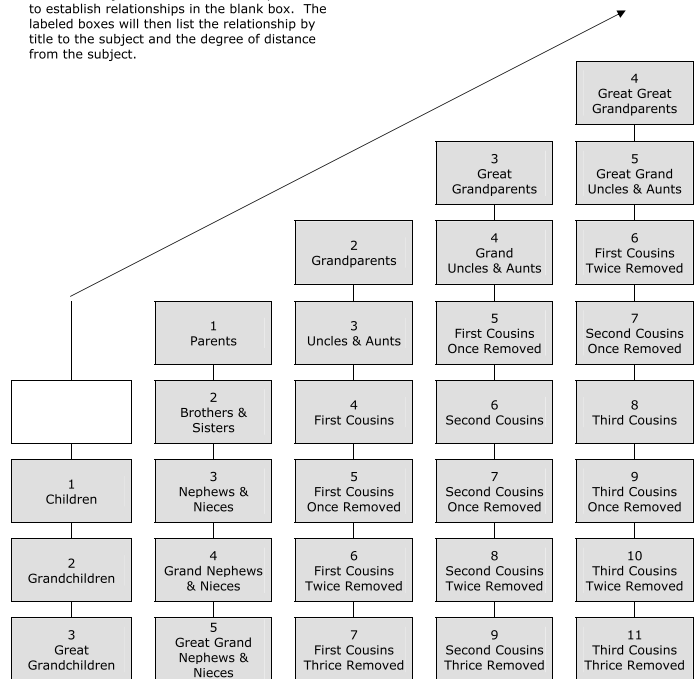 to establish relationships in the blank box.  The
labeled boxes will then list the relationship by
title to the subject and the degree of distance
from the subject.
4
Great Great
Grandparents
3
Great
Grandparents
5
Great Grand
Uncles & Aunts
2
Grandparents
4
Grand
Uncles & Aunts
6
First Cousins
Twice Removed
1
Parents
3
Uncles & Aunts
5
First Cousins
Once Removed
7
Second Cousins
Once Removed
2
Brothers &
Sisters
4
First Cousins
6
Second Cousins
8
Third Cousins
1
Children
3
Nephews &
Nieces
5
First Cousins
Once Removed
7
Second Cousins
Once Removed
9
Third Cousins
Once Removed
2
Grandchildren
4
Grand Nephews
& Nieces
6
First Cousins
Twice Removed
8
Second Cousins
Twice Removed
10
Third Cousins
Twice Removed
3
Great
Grandchildren
5
Great Grand
Nephews &
Nieces
7
First Cousins
Thrice Removed
9
Second Cousins
Thrice Removed
11
Third Cousins
Thrice Removed